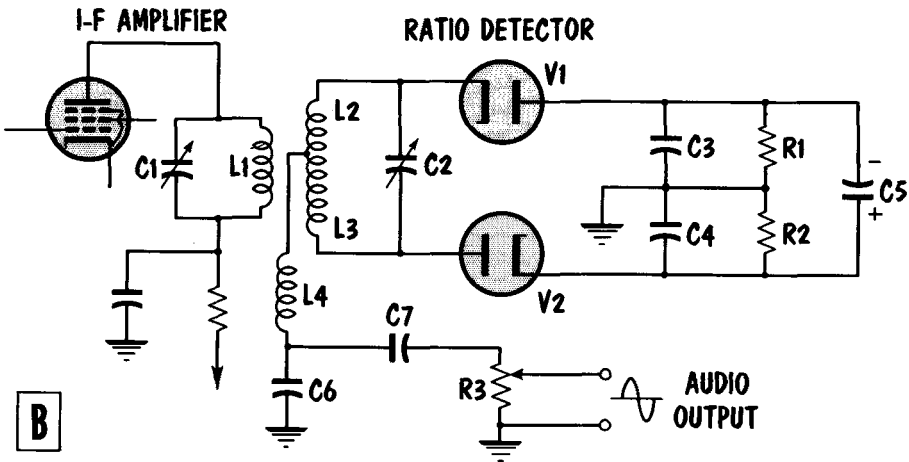 I-F AMPLIFIER
RATIO DETECTOR
V1
L2
C1
L1
C2
C3
R1
-
C5
+
L3
C4
R2
V2
L4
C7
C6
R3
AUDIO
OUTPUT
B